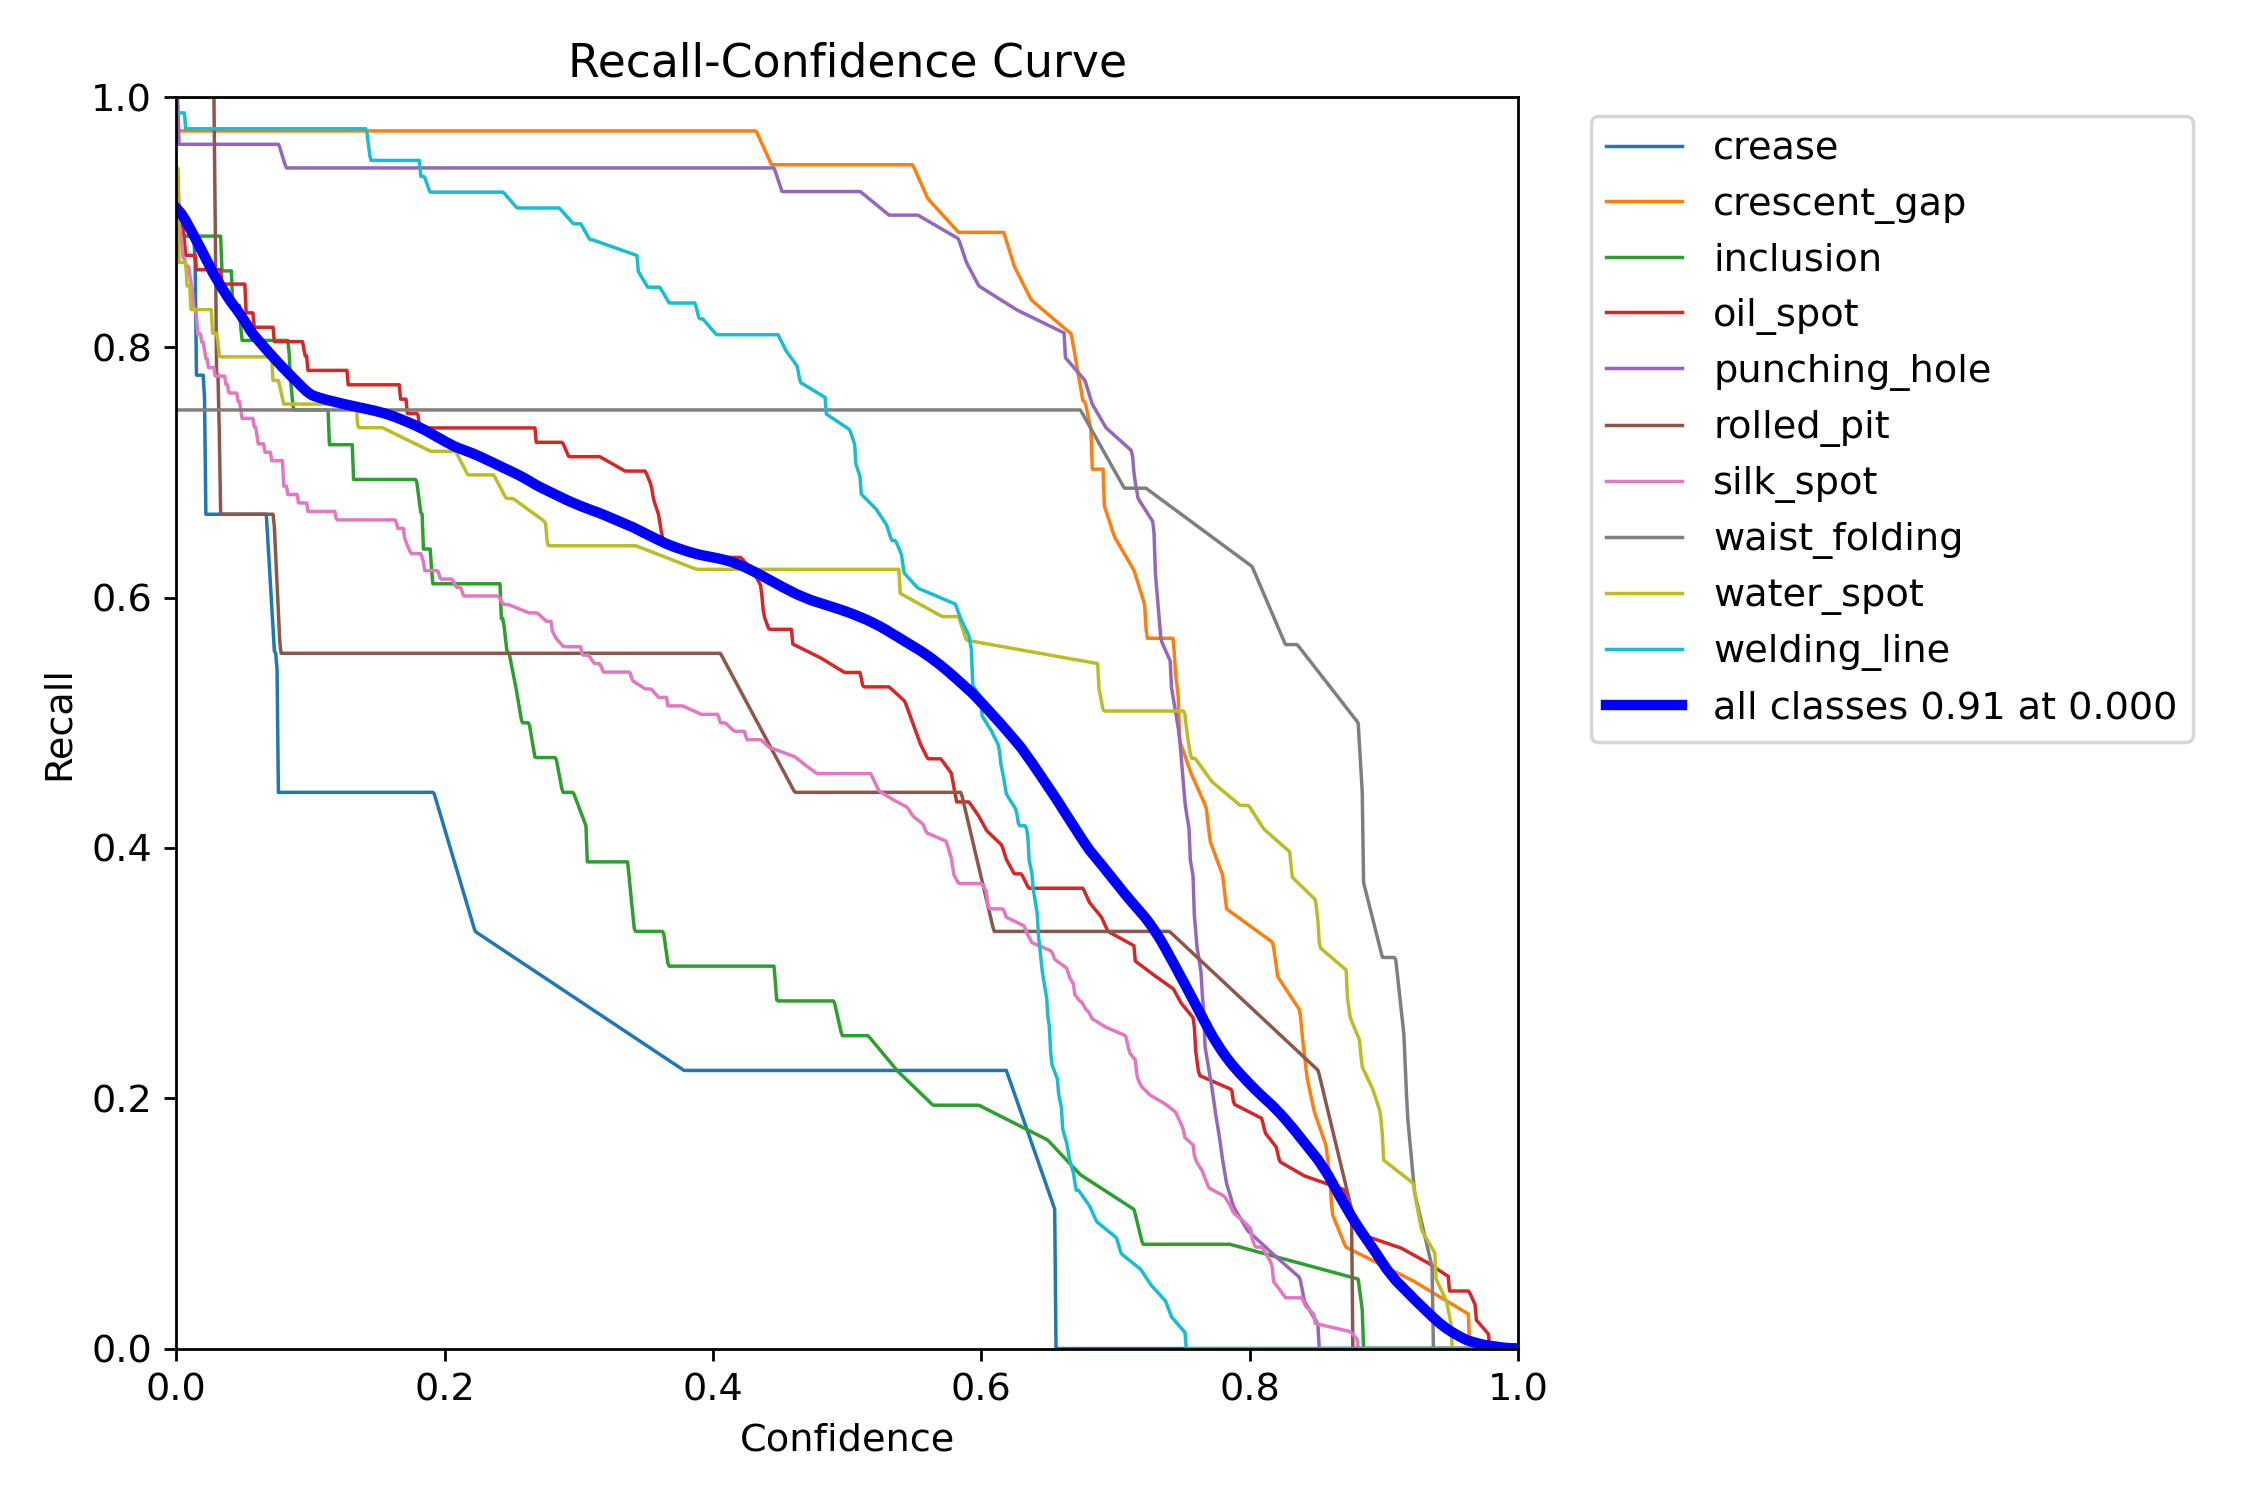 Recall-Confidence Curve
1.0
0.8
0.6
0.4
0.2
0.0
Recall
0.0 0.2 0.4 0.6 0.8 1.0
Confidence
crease
crescent_gap
inclusion
oil_spot
punching_hole
rolled_pit
silk_spot
waist_folding
water_spot
welding_line
all classes 0.91 at 0.000